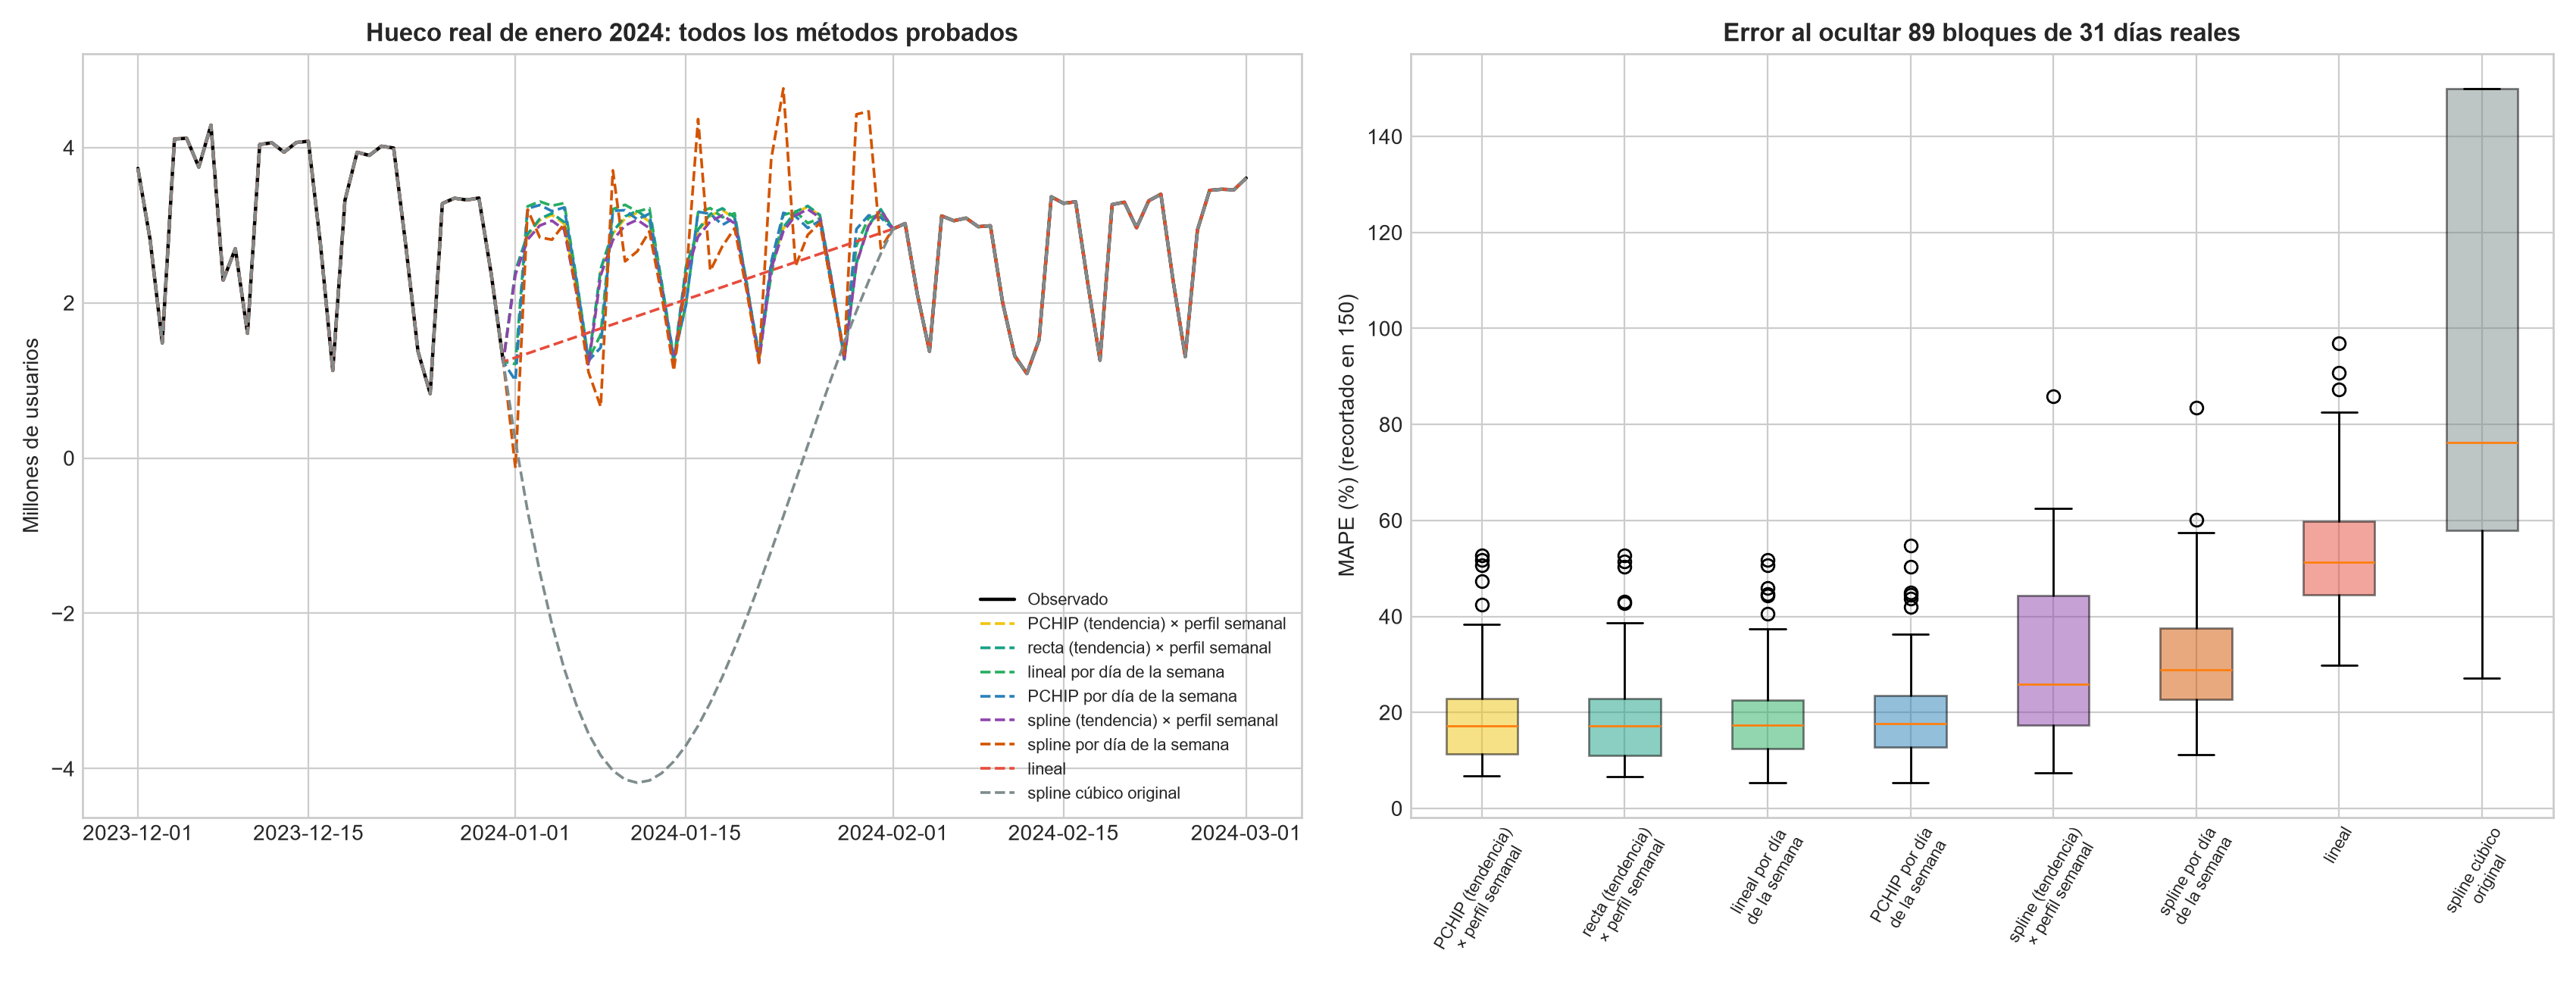 Hueco real de enero 2024: todos los métodos probados
Millones de usuarios
4
2
0
−2
−4
2023-12-01
2023-12-15
2024-01-01
2024-01-15
2024-02-01
2024-02-15
2024-03-01
Observado
PCHIP (tendencia) × perfil semanal
recta (tendencia) × perfil semanal
lineal por día de la semana
PCHIP por día de la semana
spline (tendencia) × perfil semanal
spline por día de la semana
lineal
spline cúbico original
Error al ocultar 89 bloques de 31 días reales
MAPE (%) (recortado en 150)
140
120
100
80
60
40
20
0
PCHIP (tendencia)
× perfil semanal
recta (tendencia)
× perfil semanal
lineal por día
de la semana
PCHIP por día
de la semana
spline (tendencia)
× perfil semanal
spline por día
de la semana
lineal
spline cúbico
original